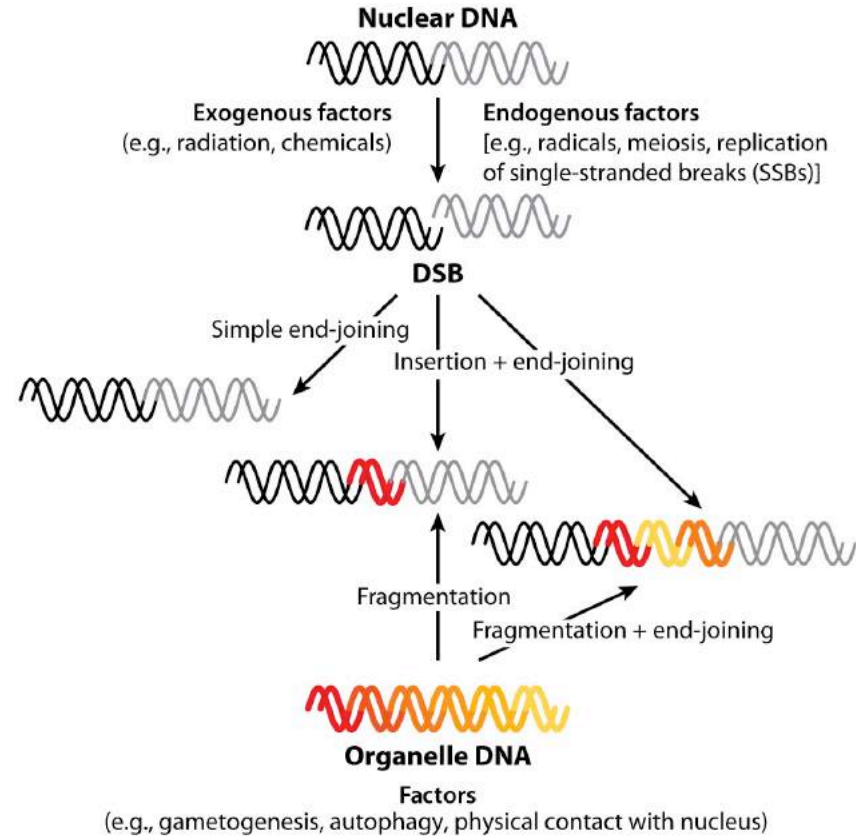 Nuclear DNA
Exogenous factors
(e.g., radiation, chemicals)
Endogenous factors
[e.g., radicals, meiosis, replication
of single-stranded breaks (SSBs)]
DSB
Simple end-joining
Insertion + end-joining
Fragmentation
Fragmentation + end-joining
Organelle DNA
Factors
(e.g., gametogenesis, autophagy, physical contact with nucleus)